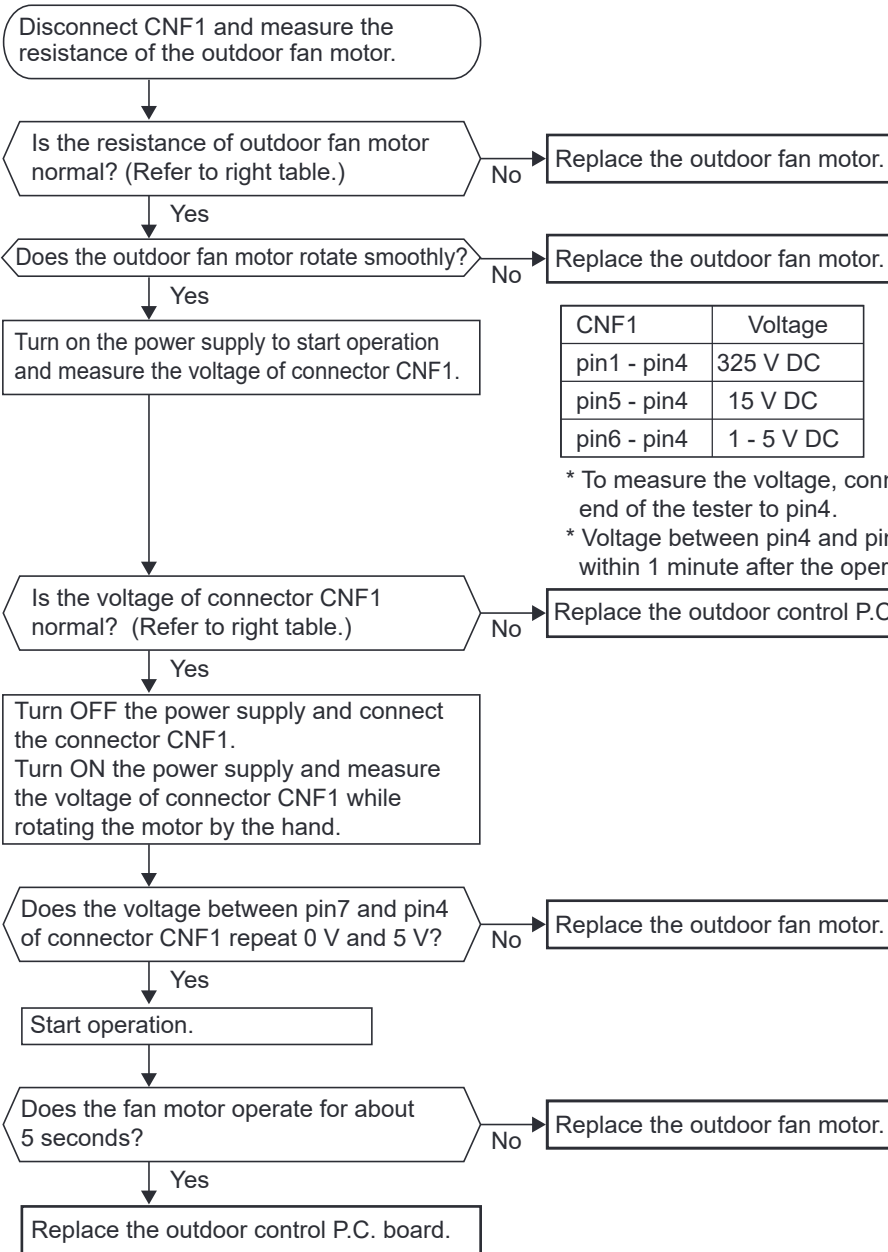 Disconnect CNF1 and measure the
resistance of the outdoor fan motor.
Is the resistance of outdoor fan motor
normal? (Refer to right table.)
No
Replace the outdoor fan motor.
Yes
Does the outdoor fan motor rotate smoothly?
No
Replace the outdoor fan motor.
Yes
Turn on the power supply to start operation
and measure the voltage of connector CNF1.
CNF1 Voltage
pin1 - pin4 325 V DC
pin5 - pin4 15 V DC
pin6 - pin4 1 - 5 V DC
* To measure the voltage, 
end of the tester to pin4.
* Voltage between pin4 and
within 1 minute after the
Is the voltage of connector CNF1
normal? (Refer to right table.)
No
Replace the outdoor control
Yes
Turn OFF the power supply and connect
the connector CNF1.
Turn ON the power supply and measure
the voltage of connector CNF1 while
rotating the motor by the hand.
Does the voltage between pin7 and pin4
of connector CNF1 repeat 0 V and 5 V?
No
Replace the outdoor fan motor.
Yes
Start operation.
Does the fan motor operate for about
5 seconds?
No
Replace the outdoor fan motor.
Yes
Replace the outdoor control P.C. board.